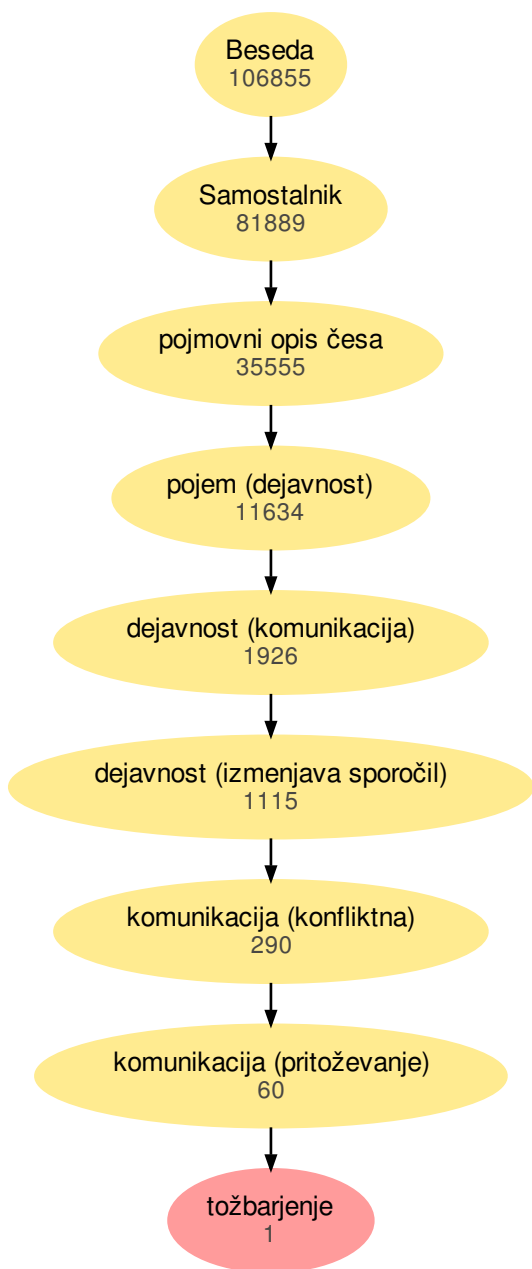 Beseda
106855
Samostalnik
81889
pojmovni opis česa
35555
pojem (dejavnost)
11634
dejavnost (komunikacija)
1926
dejavnost (izmenjava sporočil)
1115
komunikacija (konfliktna)
290
komunikacija (pritoževanje)
60
tožbarjenje
1